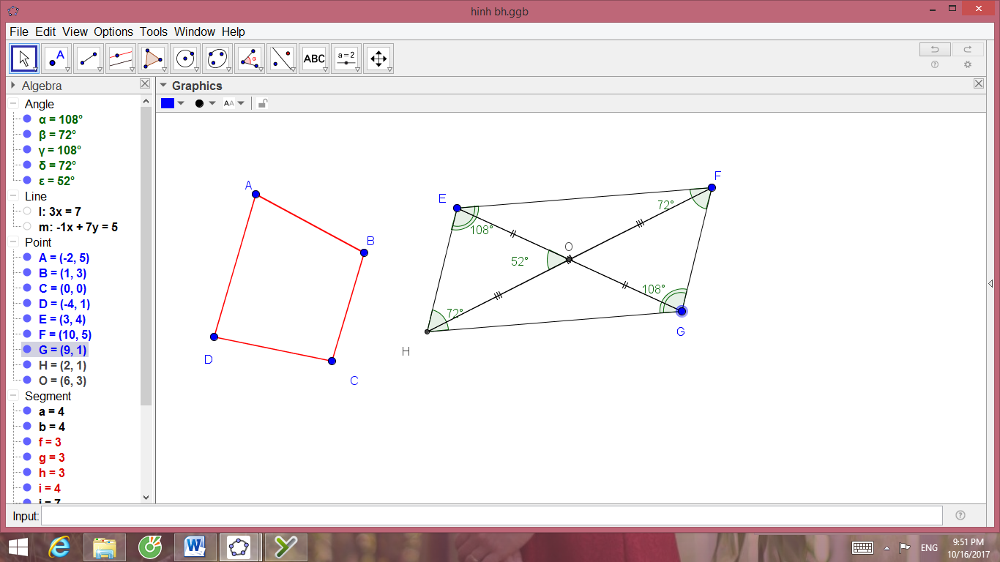 hinh bh.ggb
File Edit View Options Tools Window Help
A
α
ABC
a = 2
Algebra
Graphics
AA
Angle
α = 108°
β = 72°
γ = 108°
δ = 72°
ε = 52°
Line
l: 3x = 7
m: -1x + 7y = 5
Point
A = (-2, 5)
B = (1, 3)
C = (0, 0)
D = (-4, 1)
E = (3, 4)
F = (10, 5)
G = (9, 1)
H = (2, 1)
O = (6, 3)
Segment
a = 4
b = 4
f = 3
g = 3
h = 3
i = 4
A
B
D
C
E
F
108°
72°
O
52°
108°
72°
G
H
Input:
ENG
9:51 PM
10/16/2017